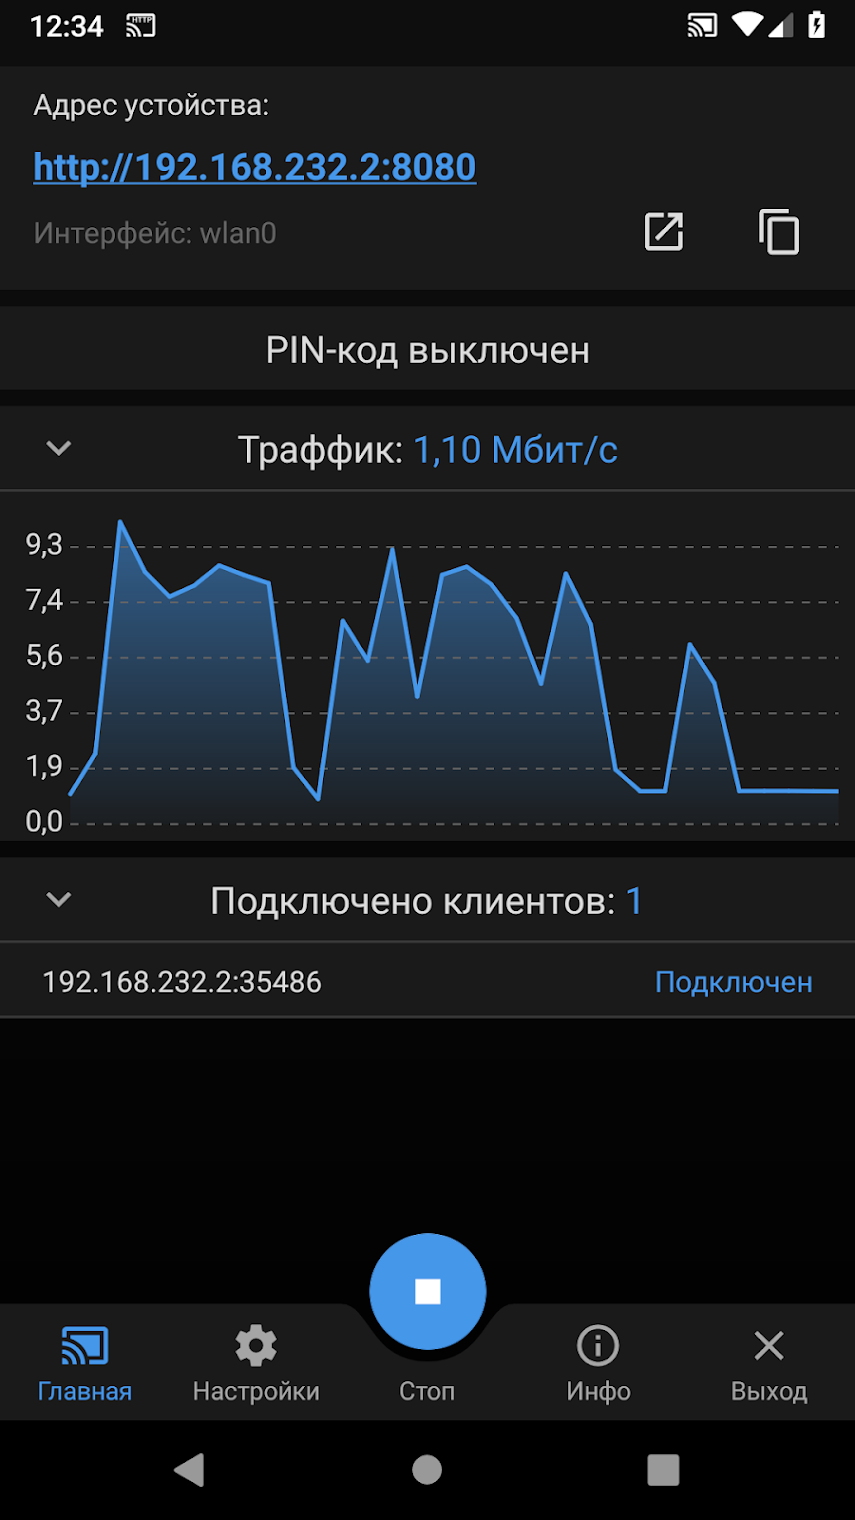 12:34 HTTP
Адрес устойства:
http://192.168.232.2:8080
Интерфейс: wlan0
PIN-код выключен
Траффик: 1,10 Мбит/с
9,3
7,4
5,6
3,7
1,9
0,0
Подключено клиентов: 1
192.168.232.2:35486 Подключен
Главная Настройки Стоп Инфо Выход